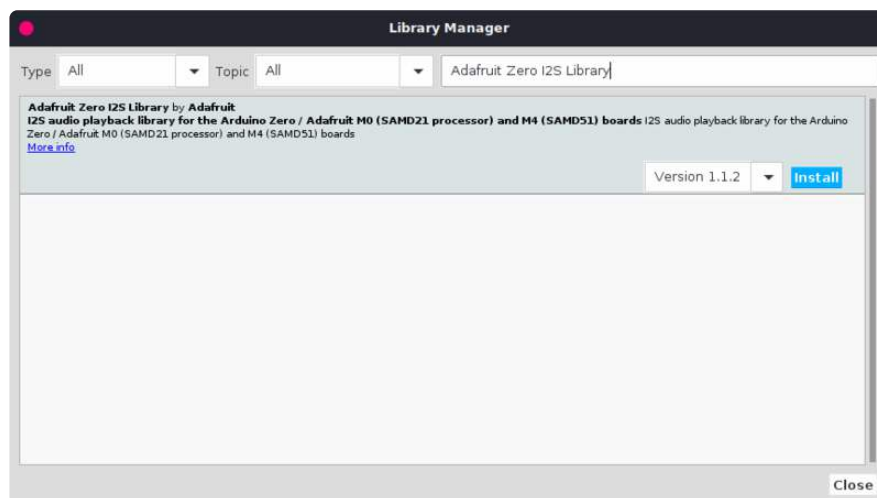 Library Manager
Type All Topic All Adafruit Zero I2S Library
Adafruit Zero I2S Library by Adafruit
I2S audio playback library for the Arduino Zero / Adafruit M0 (SAMD21 processor) and M4 (SAMD51) boards I2S audio playback library for the Arduino
Zero / Adafruit M0 (SAMD21 processor) and M4 (SAMD51) boards
More info
Version 1.1.2 Install
Close